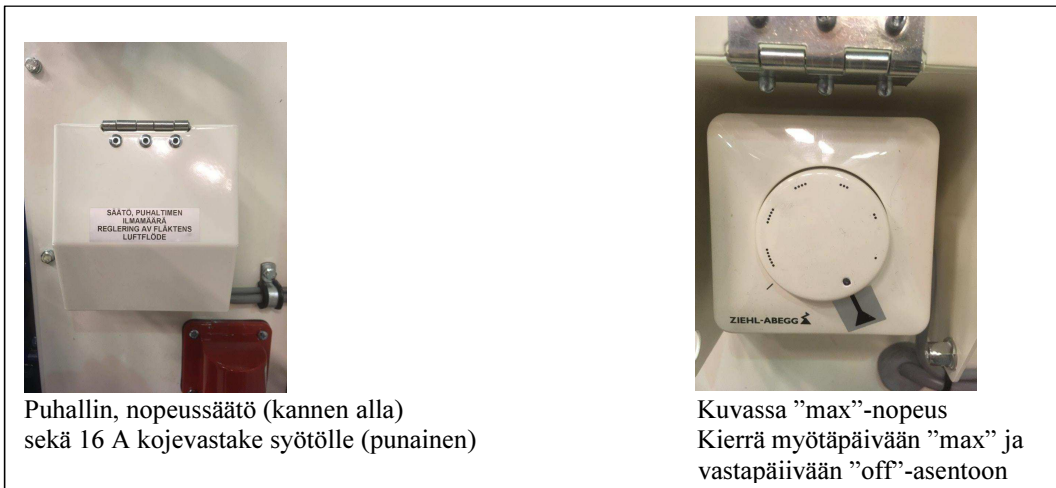 SÄÄTÖ, PUHALTIMEN
ILMAMÄÄRÄ
REGLERING AV FLÄKTENS
LUFTFLÖDE
ZIEHL-ABEGG
Puhallin, nopeussäätö (kannen alla)
sekä 16 A kojevastake syötölle (punainen)
Kuvassa ”max”-nopeus
Kierrä myötäpäivään ”max” ja
vastapäiivään ”off”-asentoon